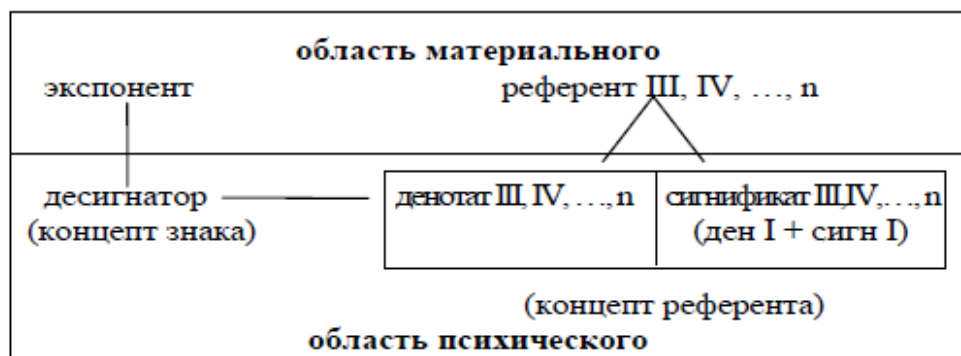 область материального
экспонент референт III, IV, …, n
десигнатор денотат III, IV, …, n сигнификат III,IV,…, n
(концепт знака) (ден I + сигн I)
(концепт референта)
область психического